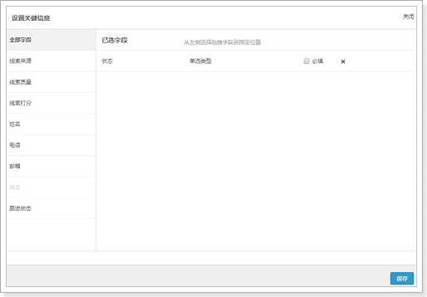 设置关键信息
关闭
全部字段
已选字段
从左侧选择拖拽字段到指定位置
线索来源
状态 单选类型 必填
线索质量
线索打分
姓名
电话
邮箱
状态
跟进状态
保存